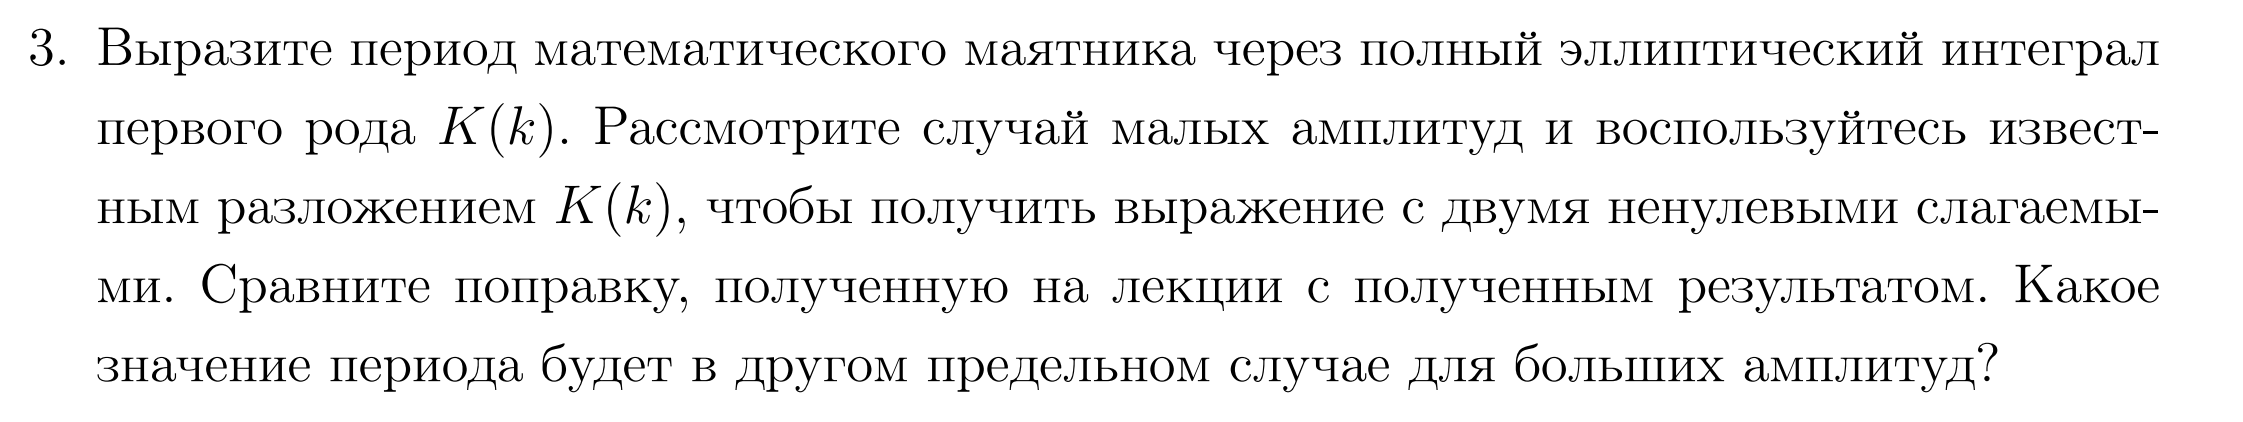 3. Выразите период математического маятника через полный эллиптический интеграл
первого рода K(k). Рассмотрите случай малых амплитуд и воспользуйтесь извест-
ным разложением K(k), чтобы получить выражение с двумя ненулевыми слагаемы-
ми. Сравните поправку, полученную на лекции с полученным результатом. Какое
значение периода будет в другом предельном случае для больших амплитуд?